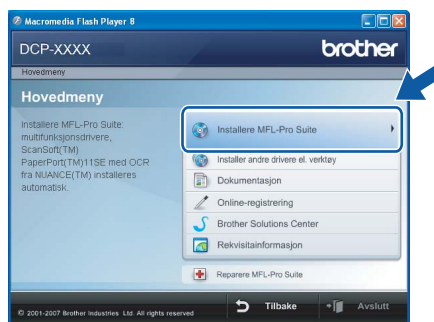 Macromedia Flash Player 8
DCP-XXXX
brother
Hovedmeny
Hovedmeny
Installere MFL-Pro Suite:
multifunksjonsdrivere,
ScanSoft(TM)
PaperPort(TM)11SE med OCR
fra NUANCE(TM) installeres
automatisk.
Installere MFL-Pro Suite
Installer andre drivere el. verktøy
Dokumentasjon
Online-registrering
Brother Solutions Center
Rekvisitainformasjon
Reparere MFL-Pro Suite
© 2001-2007 Brother Industries Ltd. All rights reserved
Tilbake
Avslutt